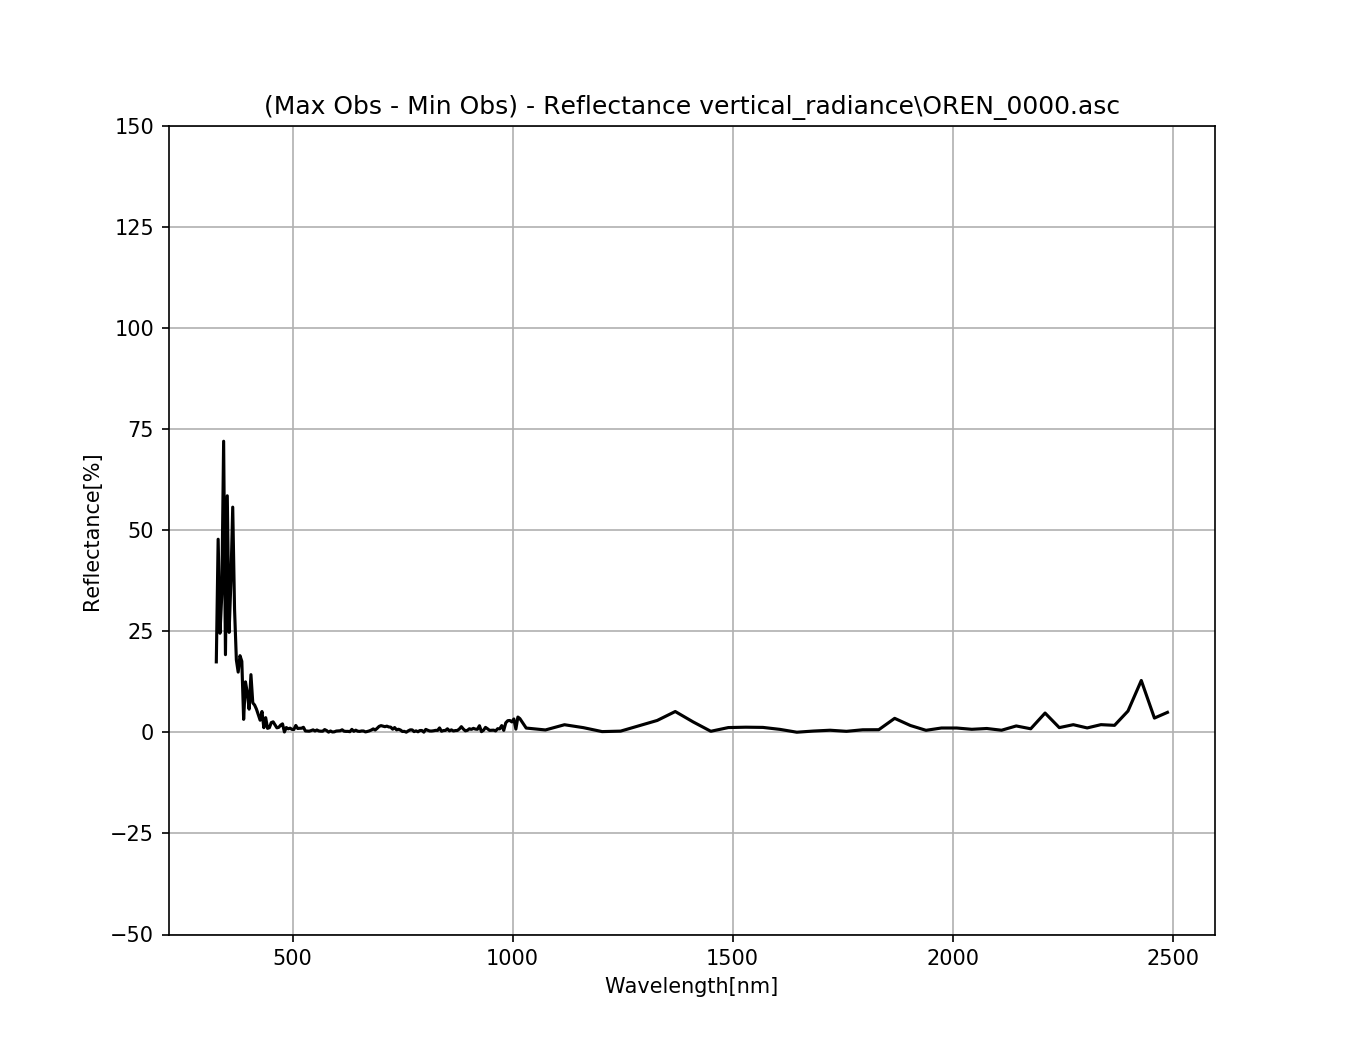 (Max Obs - Min Obs) - Reflectance vertical_radiance\OREN_0000.asc
150
125
100
75
50
25
0
−25
−50
Reflectance[%]
500 1000 1500 2000 2500
Wavelength[nm]